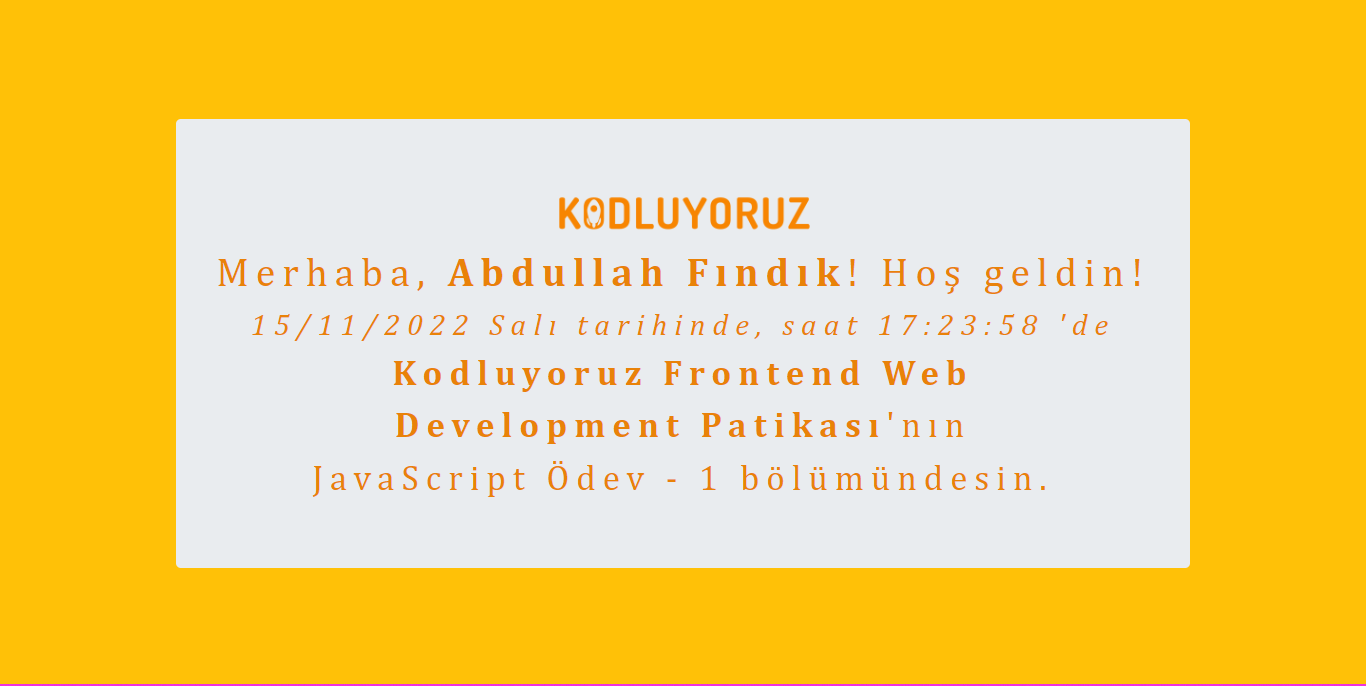 KODLUYORUZ
Merhaba, Abdullah Fındık! Hoş geldin!
15/11/2022 Salı tarihinde, saat 17:23:58 'de
Kodluyoruz Frontend Web
Development Patikası'nın
JavaScript Ödev - 1 bölümündesin.